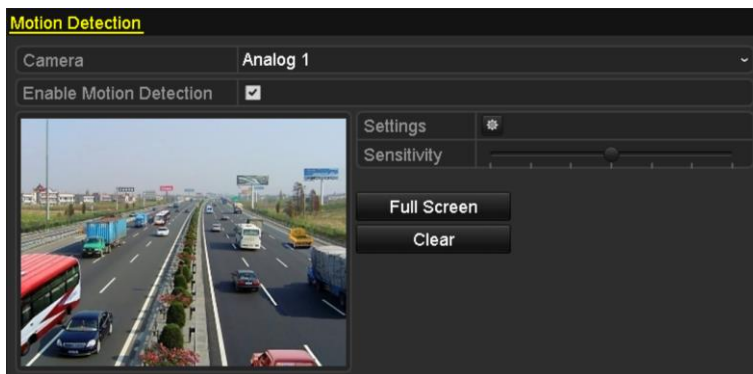 Motion Detection
Camera Analog 1
Enable Motion Detection
Settings
Sensitivity
Full Screen
Clear